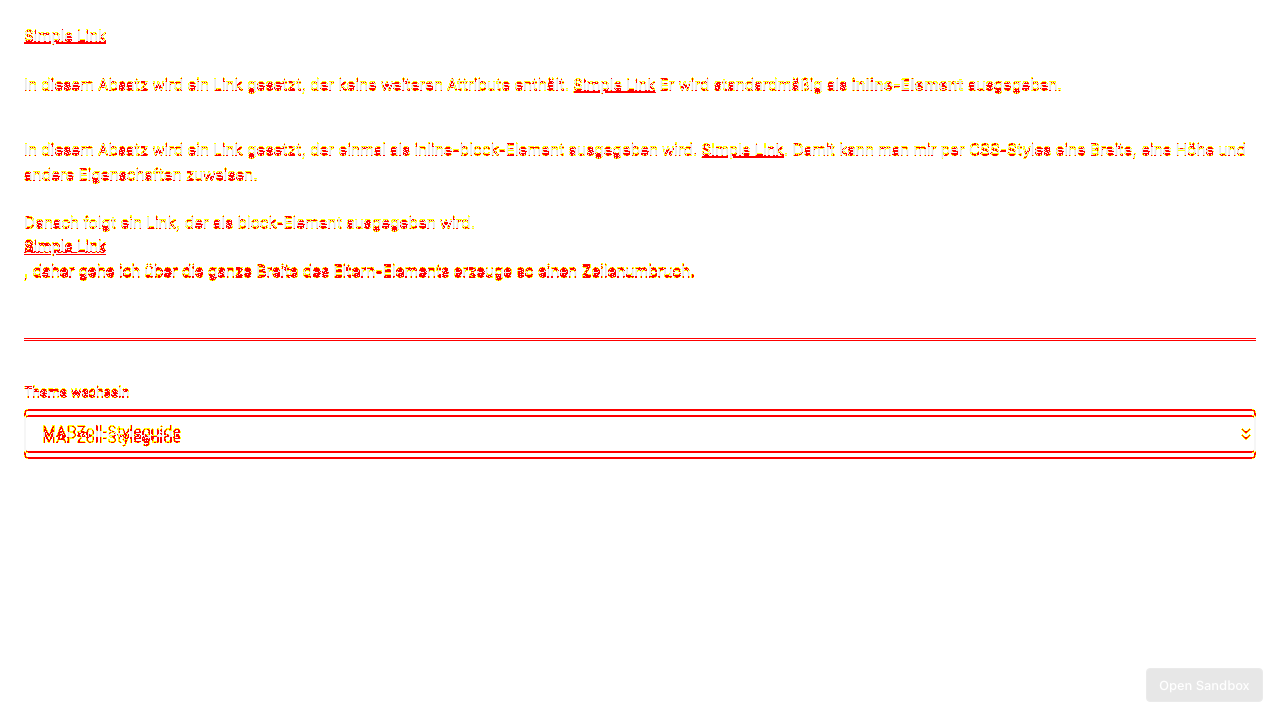 Simple Link
In diesem Absatz wird ein Link gesetzt, der keine weiteren Attribute enthält. Simple Link Er wird standardmäßig als inline-Element ausgegeben.
In diesem Absatz wird ein Link gesetzt, der einmal als inline-block-Element ausgegeben wird. Simple Link. Damit kann man mir per CSS-Styles eine Breite, eine Höhe und
andere Eigenschaften zuweisen.
Danach folgt ein Link, der als block-Element ausgegeben wird.
Simple Link
, daher gehe ich über die ganze Breite des Eltern-Elements erzeuge so einen Zeilenumbruch.
Theme wechseln
MAPZoll-Styleguide
Open Sandbox